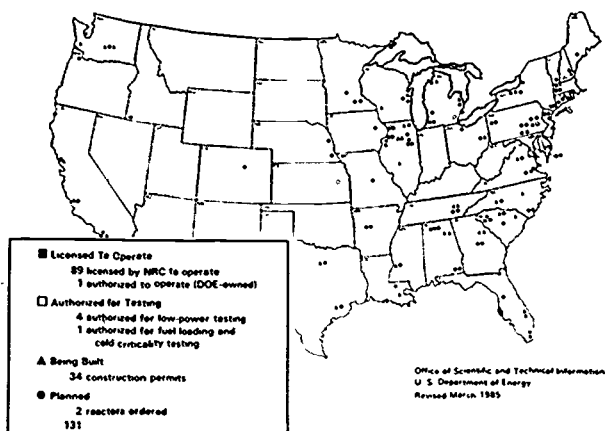 Licensed To Operate
89 licensed by NRC to operate
1 authorized to operate (DOE-owned)
Authorized for Testing
4 authorized for low-power testing
1 authorized for fuel loading and
cold criticality testing
Being Built
34 construction permits
Planned
2 reactors ordered
131
Office of Scientific and Technical Information
U.S. Department of Energy
Revised March 1985